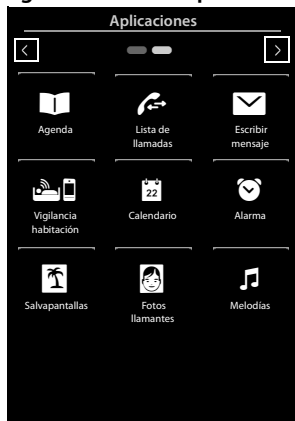 Aplicaciones
Agenda
Lista de
llamadas
Escribir
mensaje
Vigilancia
habitación
22
Calendario
Alarma
Salvapantallas
Fotos
llamantes
Melodías